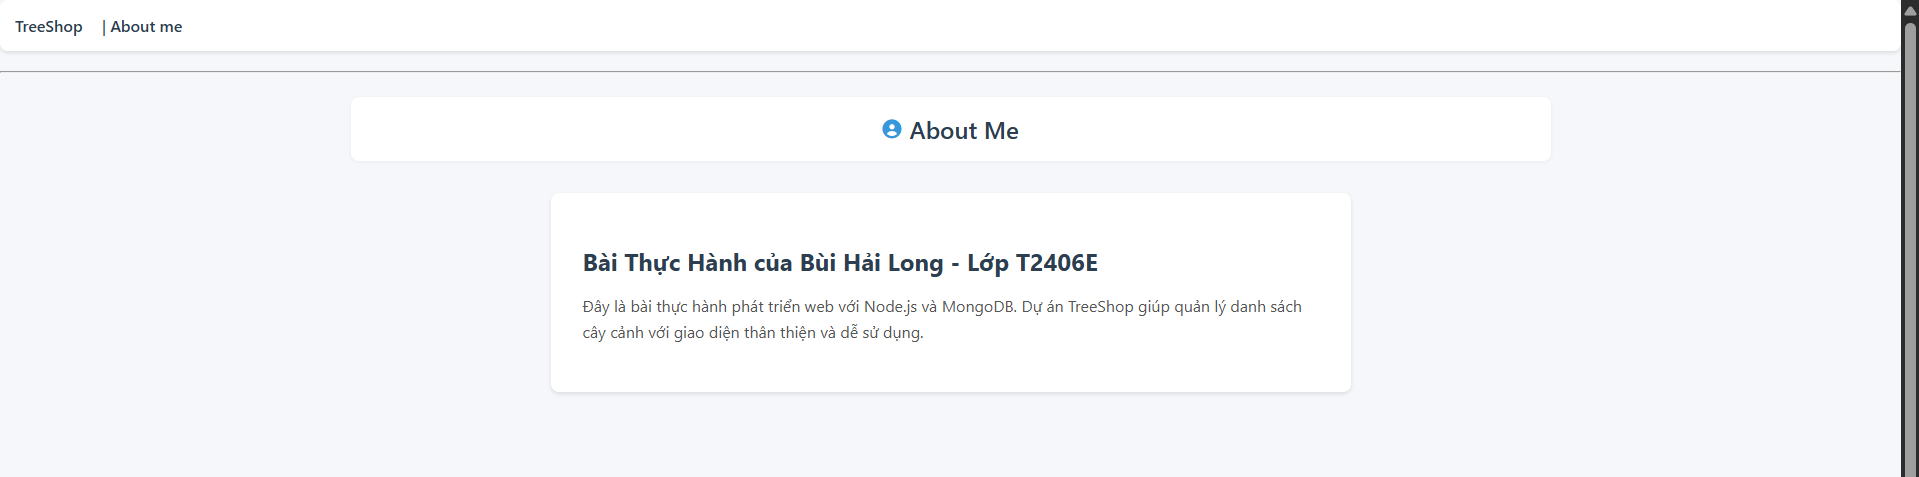 TreeShop | About me
About Me
Bài Thực Hành của Bùi Hải Long - Lớp T2406E
Đây là bài thực hành phát triển web với Node.js và MongoDB. Dự án TreeShop giúp quản lý danh sách
cây cảnh với giao diện thân thiện và dễ sử dụng.